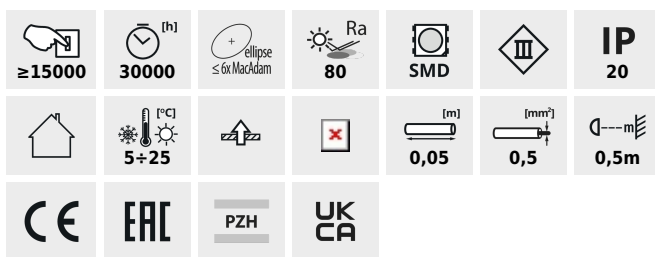 ≥15000
[h]
30000
+
ellipse
≤ 6x MacAdam
Ra
80
SMD
III
IP
20
[°C]
5÷25
[m]
0,05
[mm²]
0,5
m
0,5m
CE
EAC
PZH
UK
CA